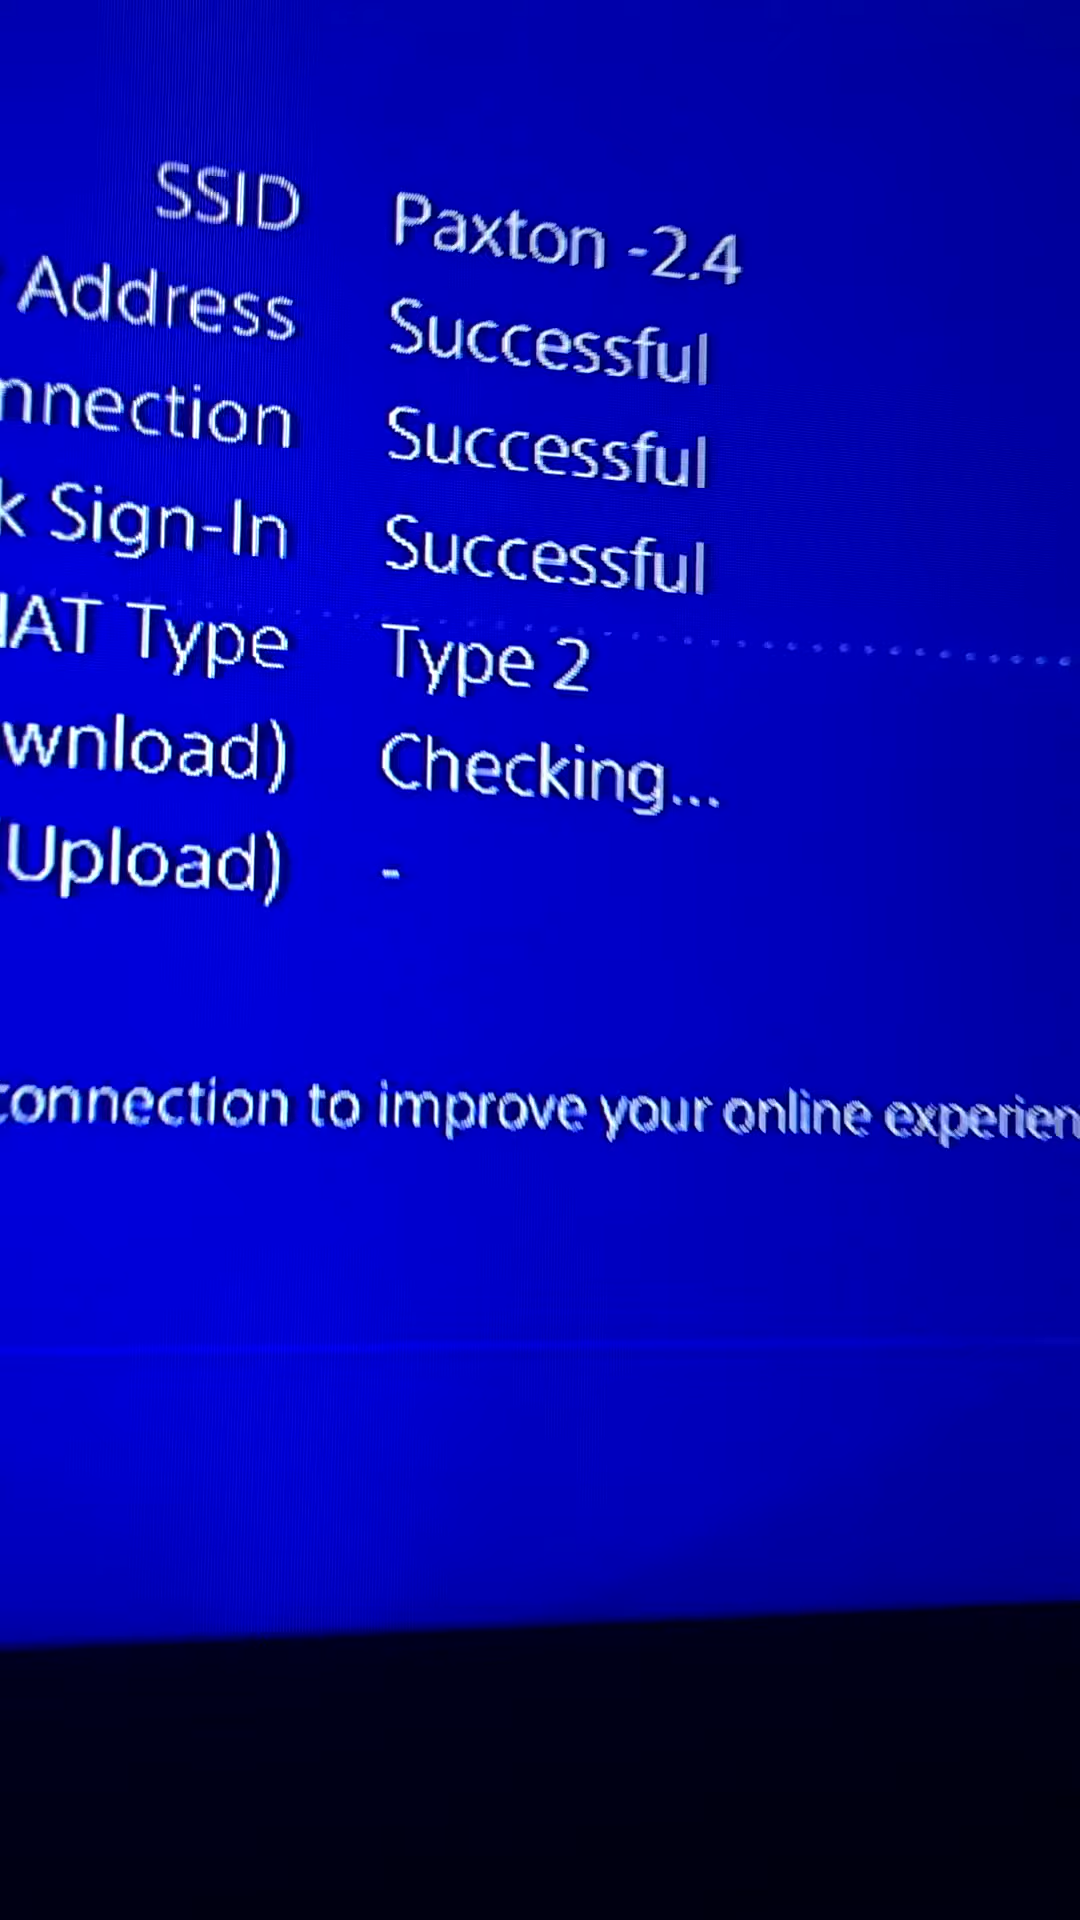 SSID Paxton -2.4
Address Successful
nnection Successful
k Sign-In Successful
IAT Type Type 2
wnload) Checking...
(Upload) -
connection to improve your online experien